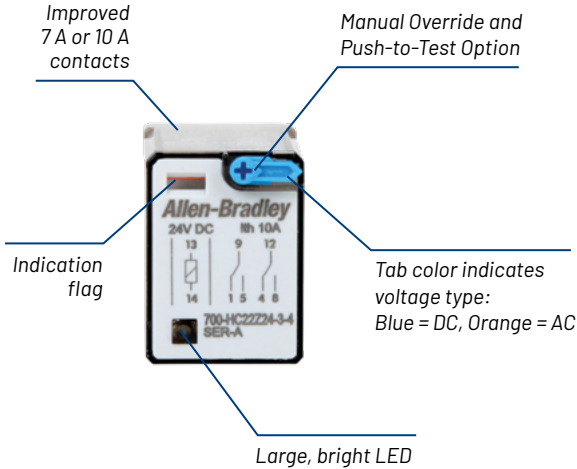 Improved
7 A or 10 A
contacts
Manual Override and
Push-to-Test Option
Allen-Bradley
24V DC Ith 10A
13 9 12
14 1 5 4 8
700-HC22Z24-3-4
SER-A
Indication
flag
Tab color indicates
voltage type:
Blue = DC, Orange = AC
Large, bright LED